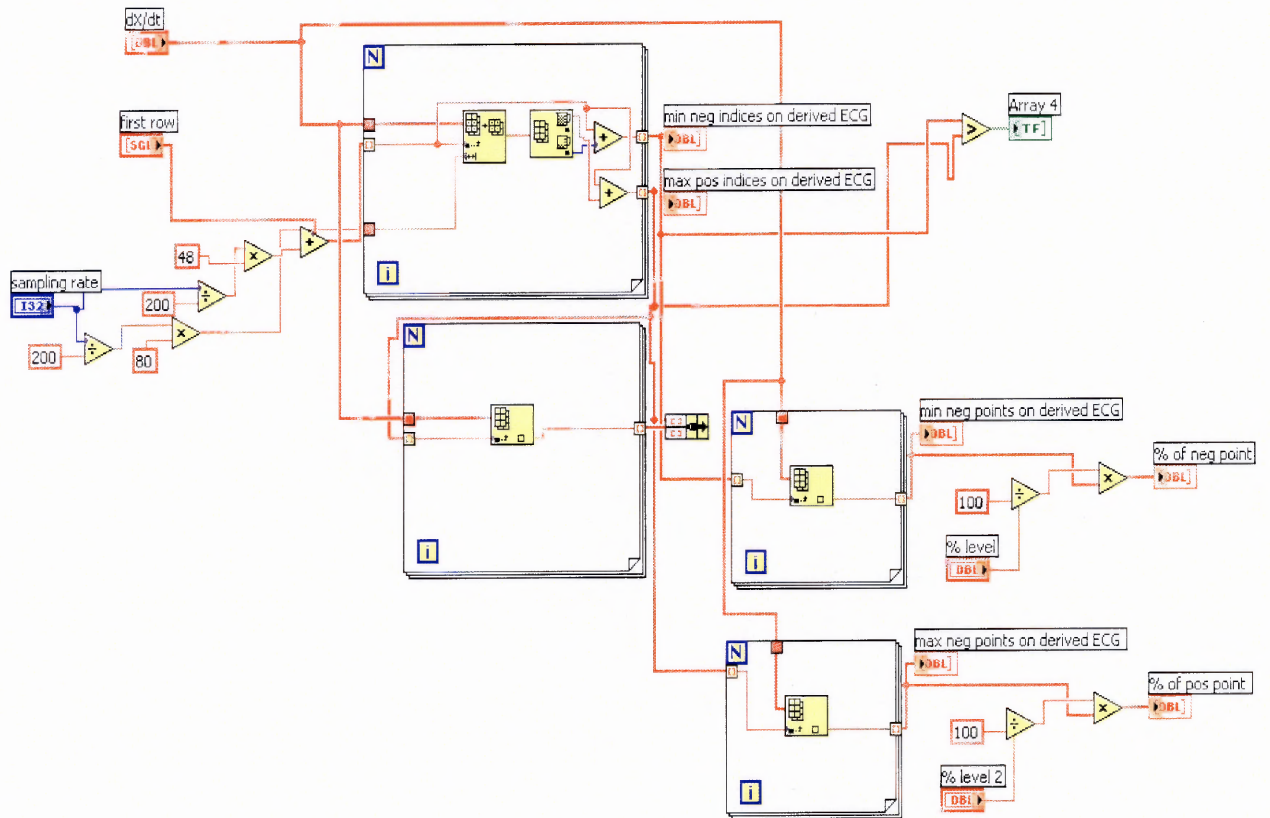 dX/dt
[DBL]
N
first row
[SGL]
min neg indices on derived ECG
DBL]
max pos indices on derived ECG
DBL]
>
Array 4
TF]
+
+
+
48
×
i
sampling rate
I32
÷
200
×
÷
200
80
N
i
N
min neg points on derived ECG
DBL]
% of neg point
DBL]
×
÷
100
% level
DBL
i
N
max neg points on derived ECG
DBL]
% of pos point
DBL]
×
÷
100
% level 2
DBL
i